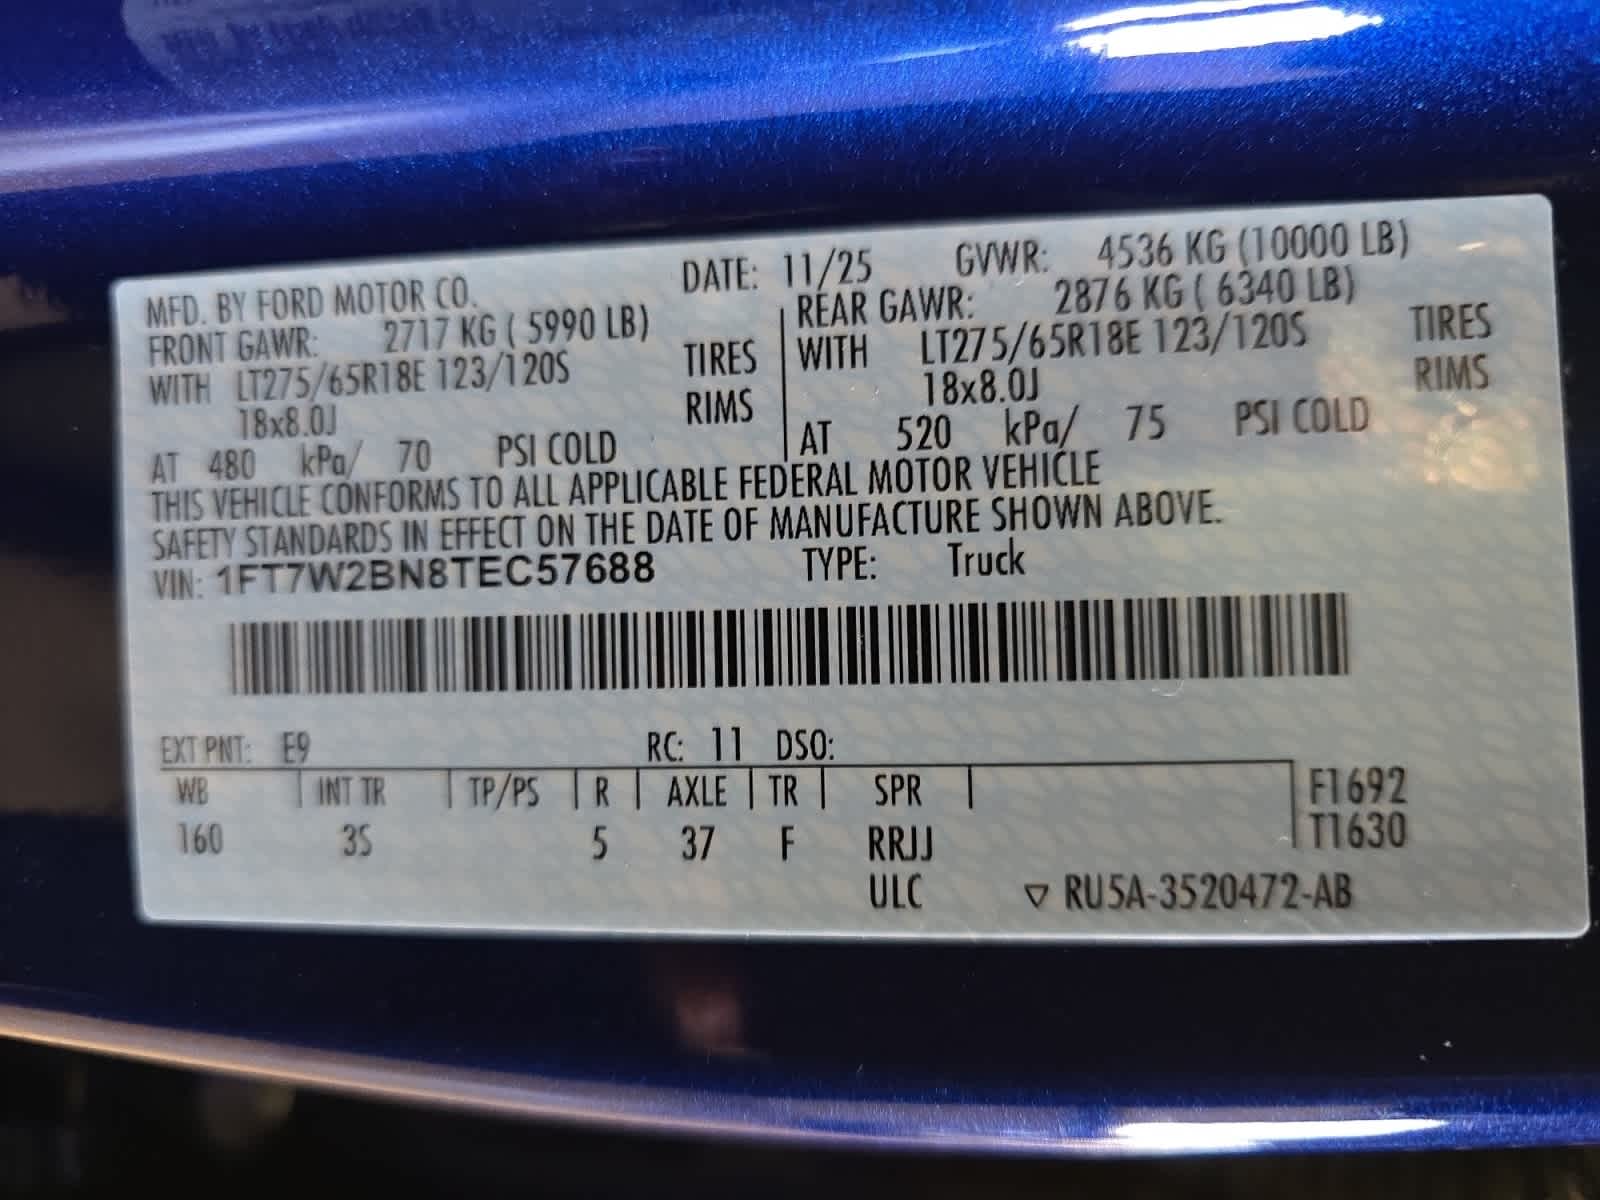 MFD. BY FORD MOTOR CO. DATE: 11/25 GVWR: 4536 KG (10000 LB)
FRONT GAWR: 2717 KG ( 5990 LB) REAR GAWR: 2876 KG ( 6340 LB)
WITH LT275/65R18E 123/120S TIRES WITH LT275/65R18E 123/120S TIRES
18x8.0J RIMS 18x8.0J RIMS
AT 480 kPa/ 70 PSI COLD AT 520 kPa/ 75 PSI COLD
THIS VEHICLE CONFORMS TO ALL APPLICABLE FEDERAL MOTOR VEHICLE
SAFETY STANDARDS IN EFFECT ON THE DATE OF MANUFACTURE SHOWN ABOVE.
VIN: 1FT7W2BN8TEC57688 TYPE: Truck
EXT PNT: E9 RC: 11 DSO:
WB INT TR TP/PS R AXLE TR SPR F1692
160 3S 5 37 F RRJJ T1630
ULC ▽ RU5A-3520472-AB